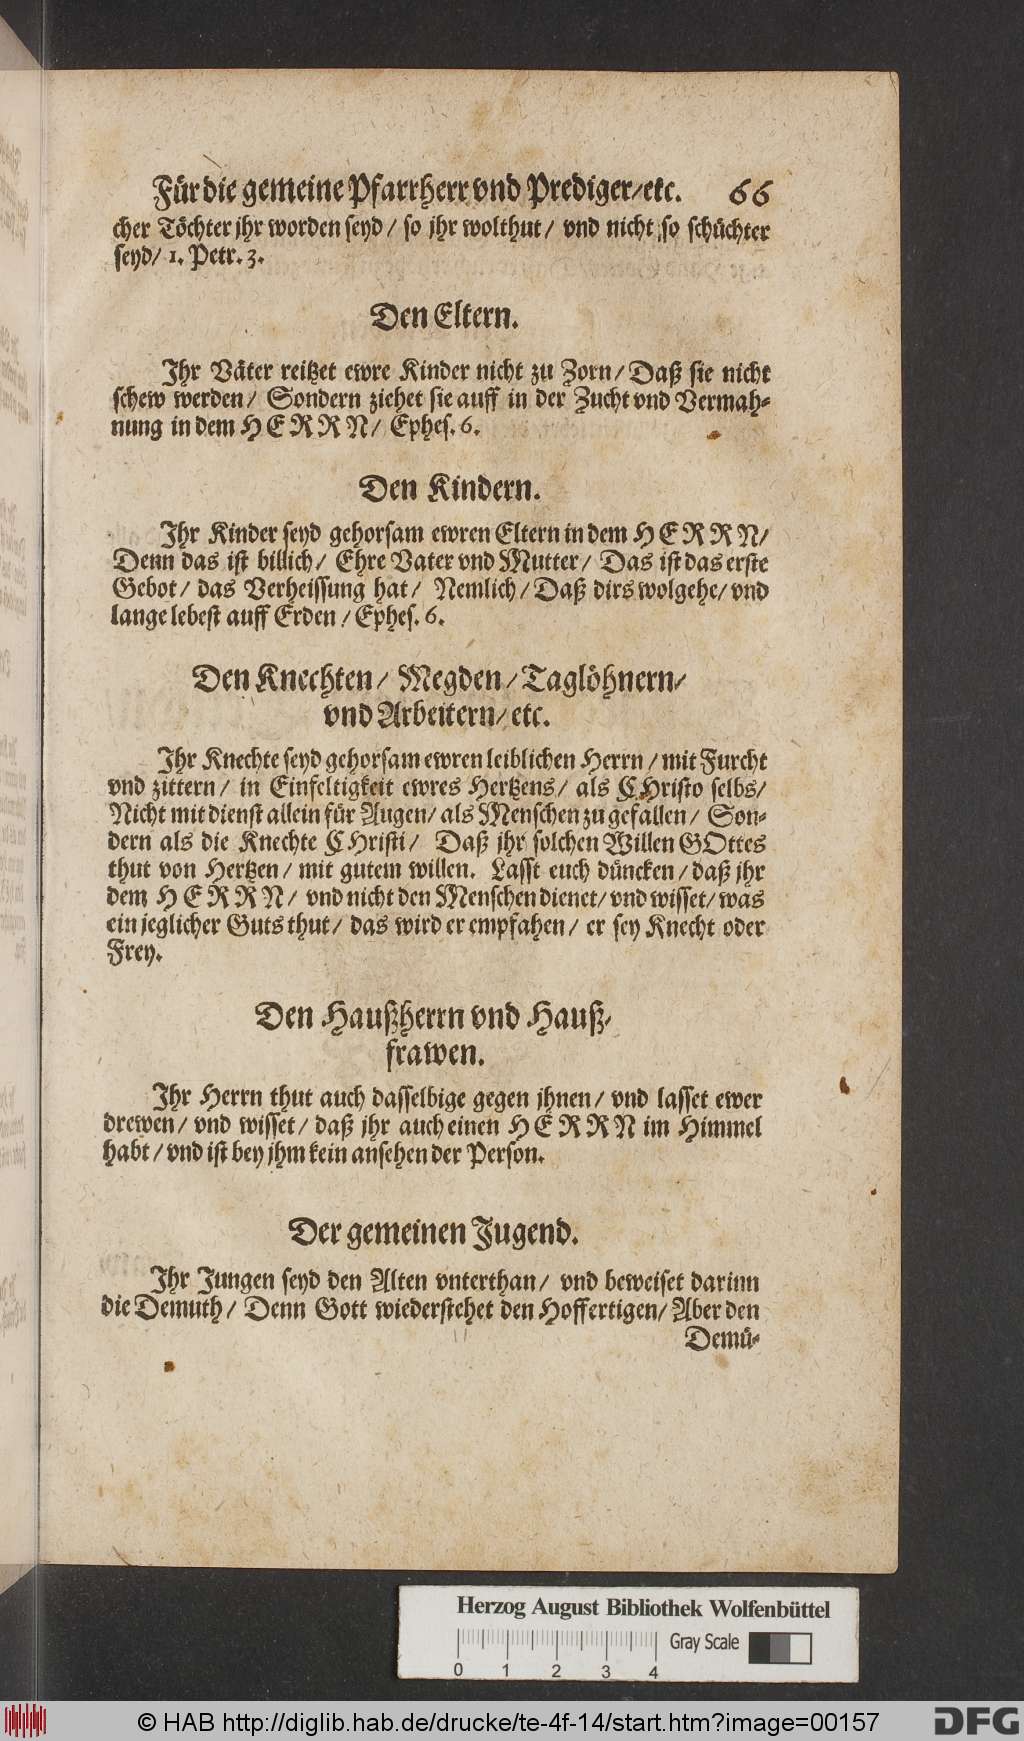 Für die gemeine Pfarrherr vnd Prediger/etc. 66
cher Töchter jhr worden seyd/ so jhr wolthut/ vnd nicht so schüchter
seyd/ 1. Petr. 3.
Den Eltern.
Ihr Väter reitzet ewre Kinder nicht zu Zorn/ Daß sie nicht
schew werden/ Sondern ziehet sie auff in der Zucht vnd Vermah-
nung in dem HERRN/ Ephes. 6.
Den Kindern.
Ihr Kinder seyd gehorsam ewren Eltern in dem HERRN/
Denn das ist billich/ Ehre Vater vnd Mutter/ Das ist das erste
Gebot/ das Verheissung hat/ Nemlich/ Daß dirs wolgehe/ vnd
lange lebest auff Erden/ Ephes. 6.
Den Knechten/ Megden/ Taglöhnern/
vnd Arbeitern/ etc.
Ihr Knechte seyd gehorsam ewren leiblichen Herrn/ mit Furcht
vnd zittern/ in Einfeltigkeit ewres Hertzens/ als CHristo selbs/
Nicht mit dienst allein für Augen/ als Menschen zu gefallen/ Son-
dern als die Knechte CHristi/ Daß jhr solchen Willen GOttes
thut von Hertzen/ mit gutem willen. Lasst euch düncken/ daß jhr
dem HERRN/ vnd nicht den Menschen dienet/ vnd wisset/ was
ein jeglicher Guts thut/ das wird er empfahen/ er sey Knecht oder
Frey.
Den Haußherrn vnd Hauß-
frawen.
Ihr Herrn thut auch dasselbige gegen jhnen/ vnd lasset ewer
drewen/ vnd wisset/ daß jhr auch einen HERRN im Himmel
habt/ vnd ist bey jhm kein ansehen der Person.
Der gemeinen Jugend.
Ihr Jungen seyd den Alten vnterthan/ vnd beweiset darinn
die Demuth/ Denn Gott wiederstehet den Hoffertigen/ Aber den
Demü-
Herzog August Bibliothek Wolfenbüttel
Gray Scale
0 1 2 3 4
© HAB http://diglib.hab.de/drucke/te-4f-14/start.htm?image=00157
DFG